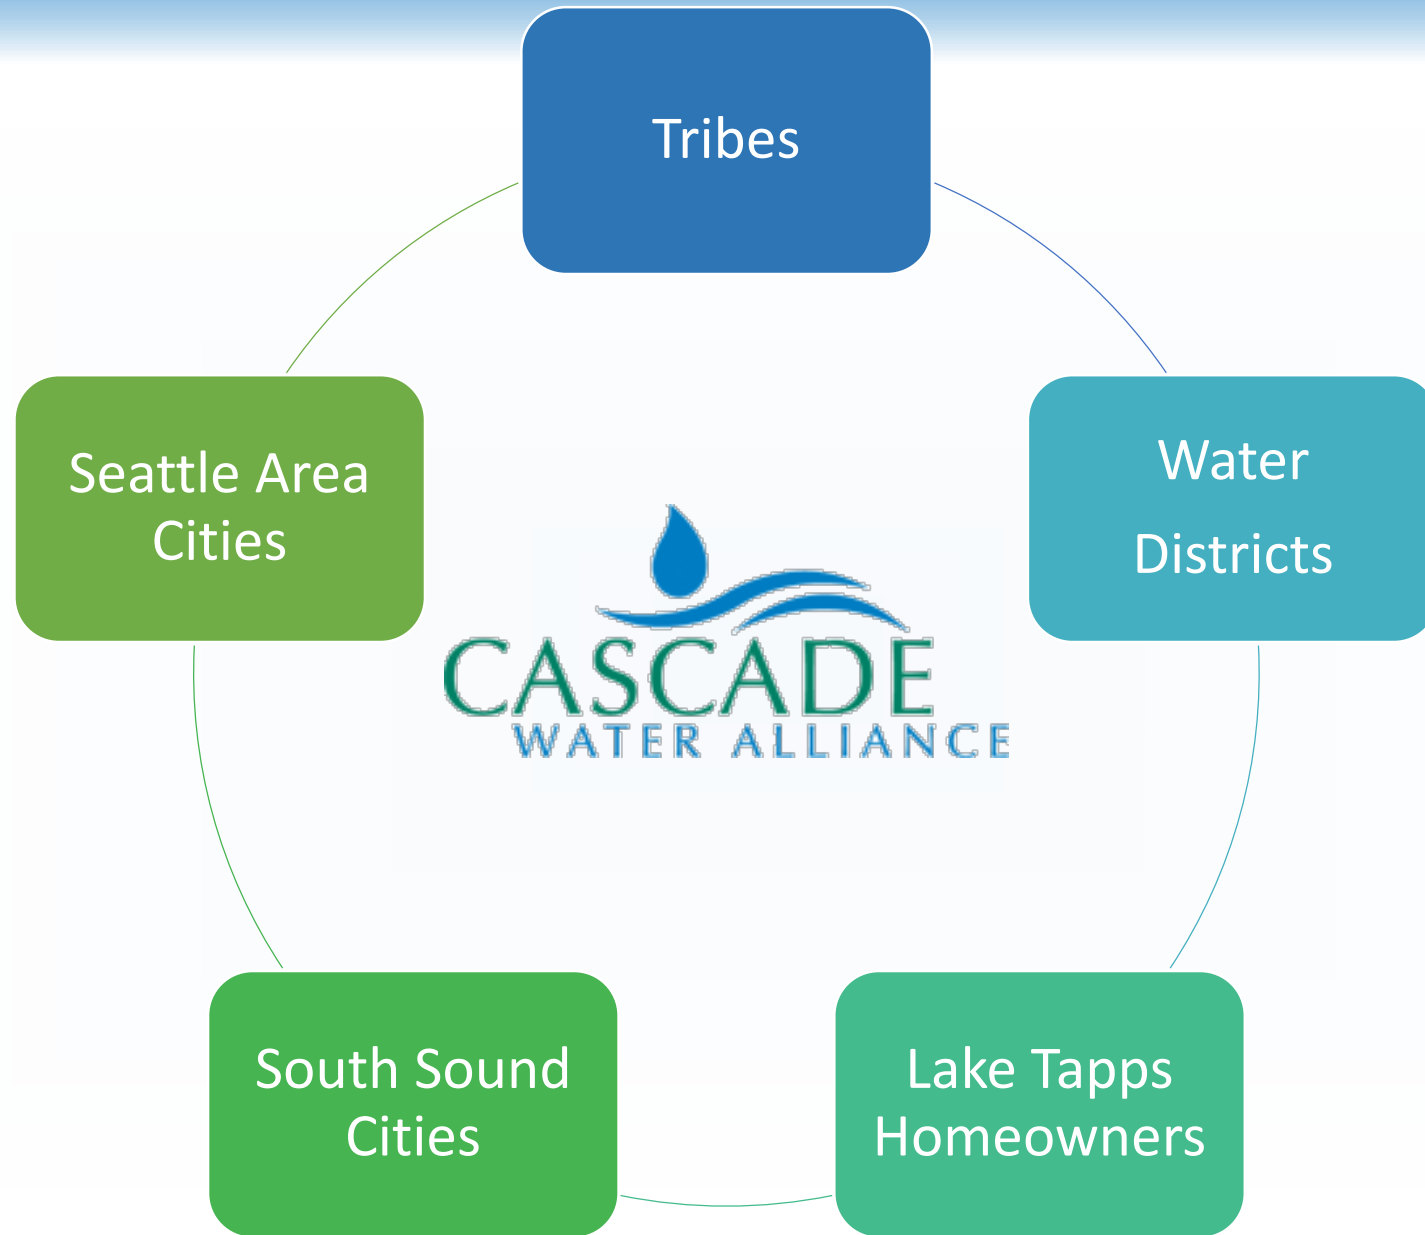 Tribes
Water
Districts
Lake Tapps
Homeowners
South Sound
Cities
Seattle Area
Cities
CASCADE
WATER ALLIANCE